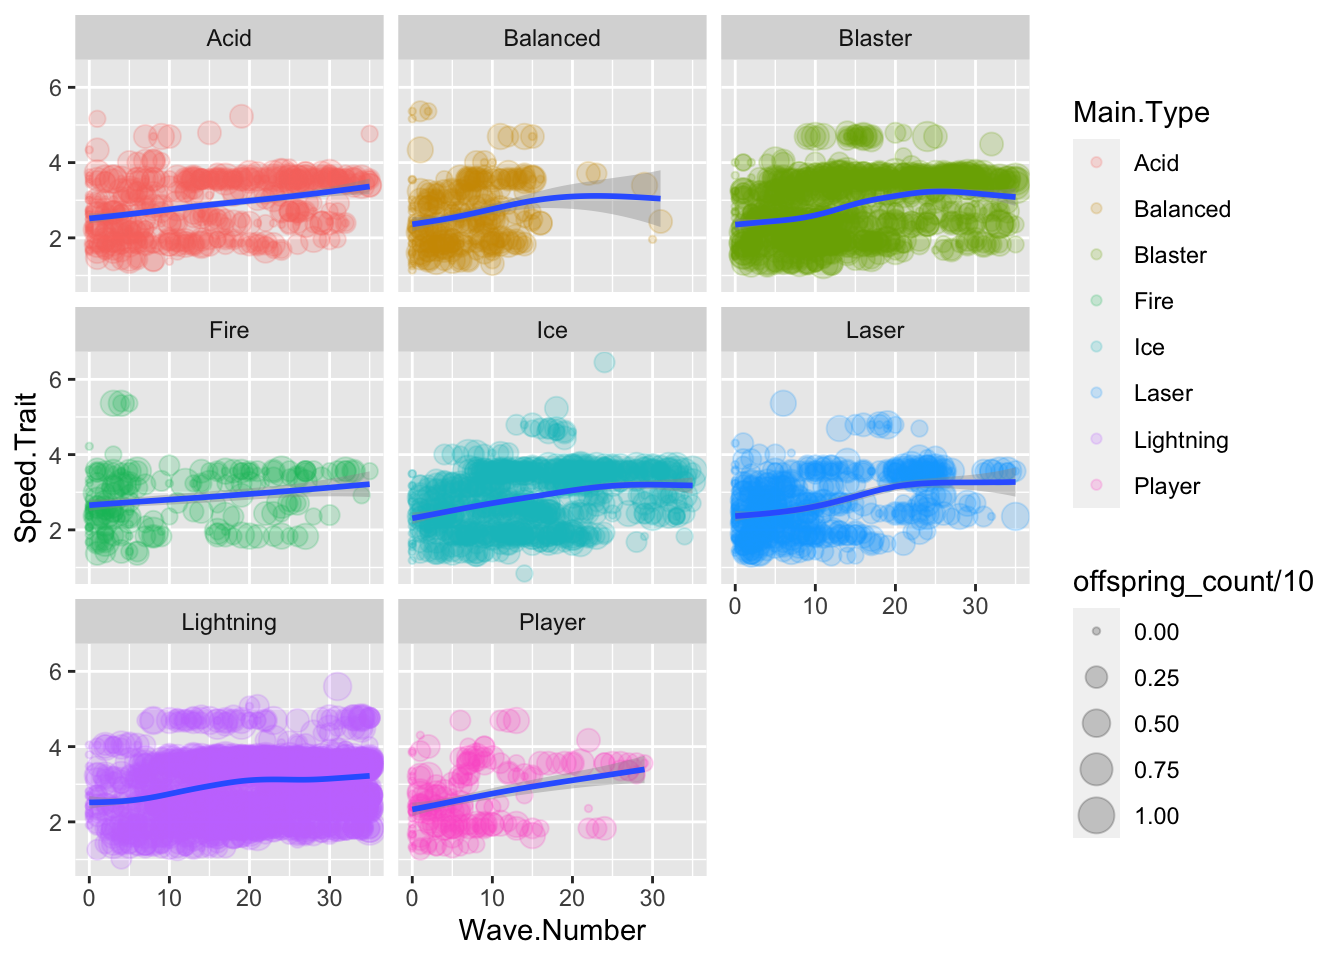 Acid
Balanced
Blaster
6
4
2
Fire
Ice
Laser
6
4
2
0
10
20
30
Lightning
Player
6
4
2
0
10
20
30
0
10
20
30
Wave.Number
Speed.Trait
Main.Type
Acid
Balanced
Blaster
Fire
Ice
Laser
Lightning
Player
offspring_count/10
0.00
0.25
0.50
0.75
1.00